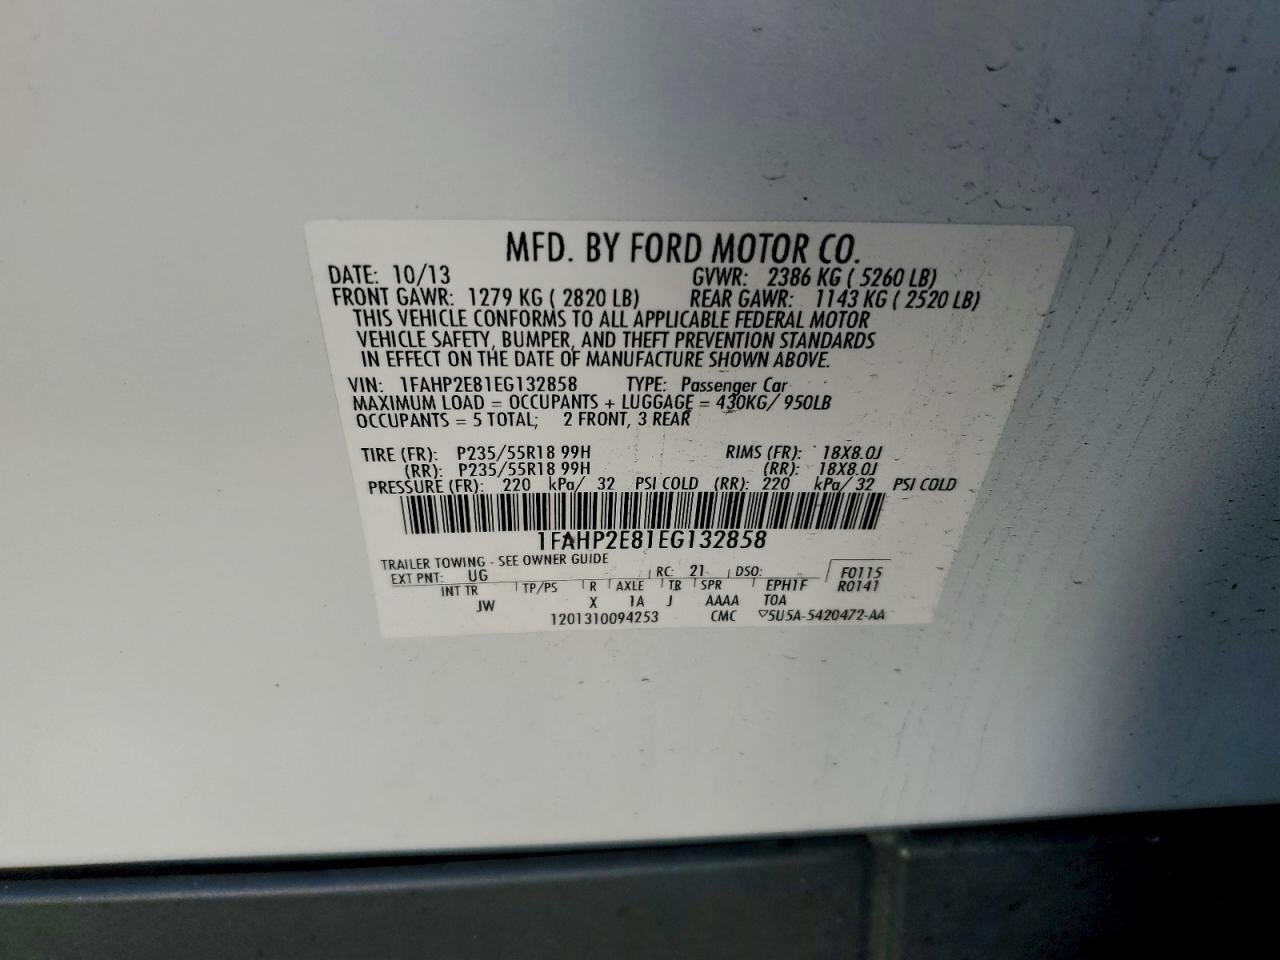 MFD. BY FORD MOTOR CO.
DATE: 10/13 GVWR: 2386 KG ( 5260 LB)
FRONT GAWR: 1279 KG ( 2820 LB) REAR GAWR: 1143 KG ( 2520 LB)
THIS VEHICLE CONFORMS TO ALL APPLICABLE FEDERAL MOTOR
VEHICLE SAFETY, BUMPER, AND THEFT PREVENTION STANDARDS
IN EFFECT ON THE DATE OF MANUFACTURE SHOWN ABOVE.
VIN: 1FAHP2E81EG132858 TYPE: Passenger Car
MAXIMUM LOAD = OCCUPANTS + LUGGAGE = 430KG/ 950LB
OCCUPANTS = 5 TOTAL; 2 FRONT, 3 REAR
TIRE (FR): P235/55R18 99H RIMS (FR): 18X8.0J
(RR): P235/55R18 99H (RR): 18X8.0J
PRESSURE (FR): 220 kPa/ 32 PSI COLD (RR): 220 kPa/ 32 PSI COLD
1FAHP2E81EG132858
TRAILER TOWING - SEE OWNER GUIDE
EXT PNT: UG RC: 21 DSO: F0115
INT TR TP/PS R AXLE TR SPR EPH1F R0141
JW X 1A J AAAA TOA
1201310094253 CMC ▽5U5A-5420472-AA